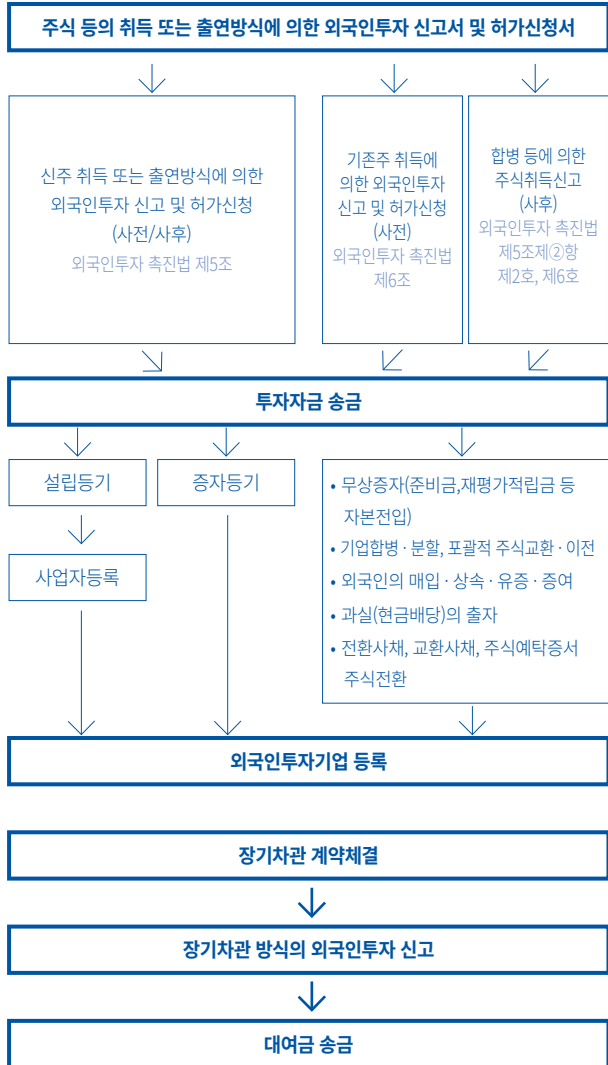 주식 등의 취득 또는 출연방식에 의한 외국인투자 신고서 및 허가신청서
신주 취득 또는 출연방식에 의한
외국인투자 신고 및 허가신청
(사전/사후)
외국인투자 촉진법 제5조
기존주 취득에
의한 외국인투자
신고 및 허가신청
(사전)
외국인투자 촉진법
제6조
합병 등에 의한
주식취득신고
(사후)
외국인투자 촉진법
제5조제②항
제2호, 제6호
투자자금 송금
설립등기
사업자등록
증자등기
• 무상증자(준비금,재평가적립금 등
자본전입)
• 기업합병 · 분할, 포괄적 주식교환 · 이전
• 외국인의 매입 · 상속 · 유증 · 증여
• 과실(현금배당)의 출자
• 전환사채, 교환사채, 주식예탁증서
주식전환
외국인투자기업 등록
장기차관 계약체결
장기차관 방식의 외국인투자 신고
대여금 송금